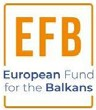 EFB
European Fund
for the Balkans